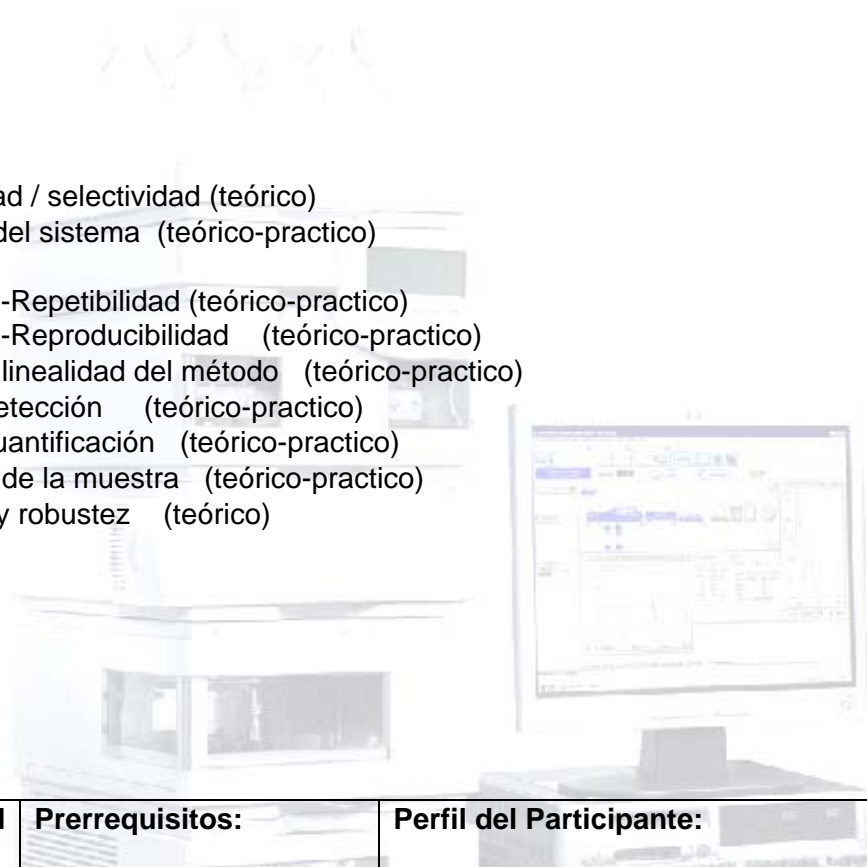 ad / selectividad (teórico)
del sistema (teórico-practico)
-Repetibilidad (teórico-practico)
-Reproducibilidad (teórico-practico)
linealidad del método (teórico-practico)
etección (teórico-practico)
uantificación (teórico-practico)
de la muestra (teórico-practico)
y robustez (teórico)
l Prerrequisitos: Perfil del Participante: